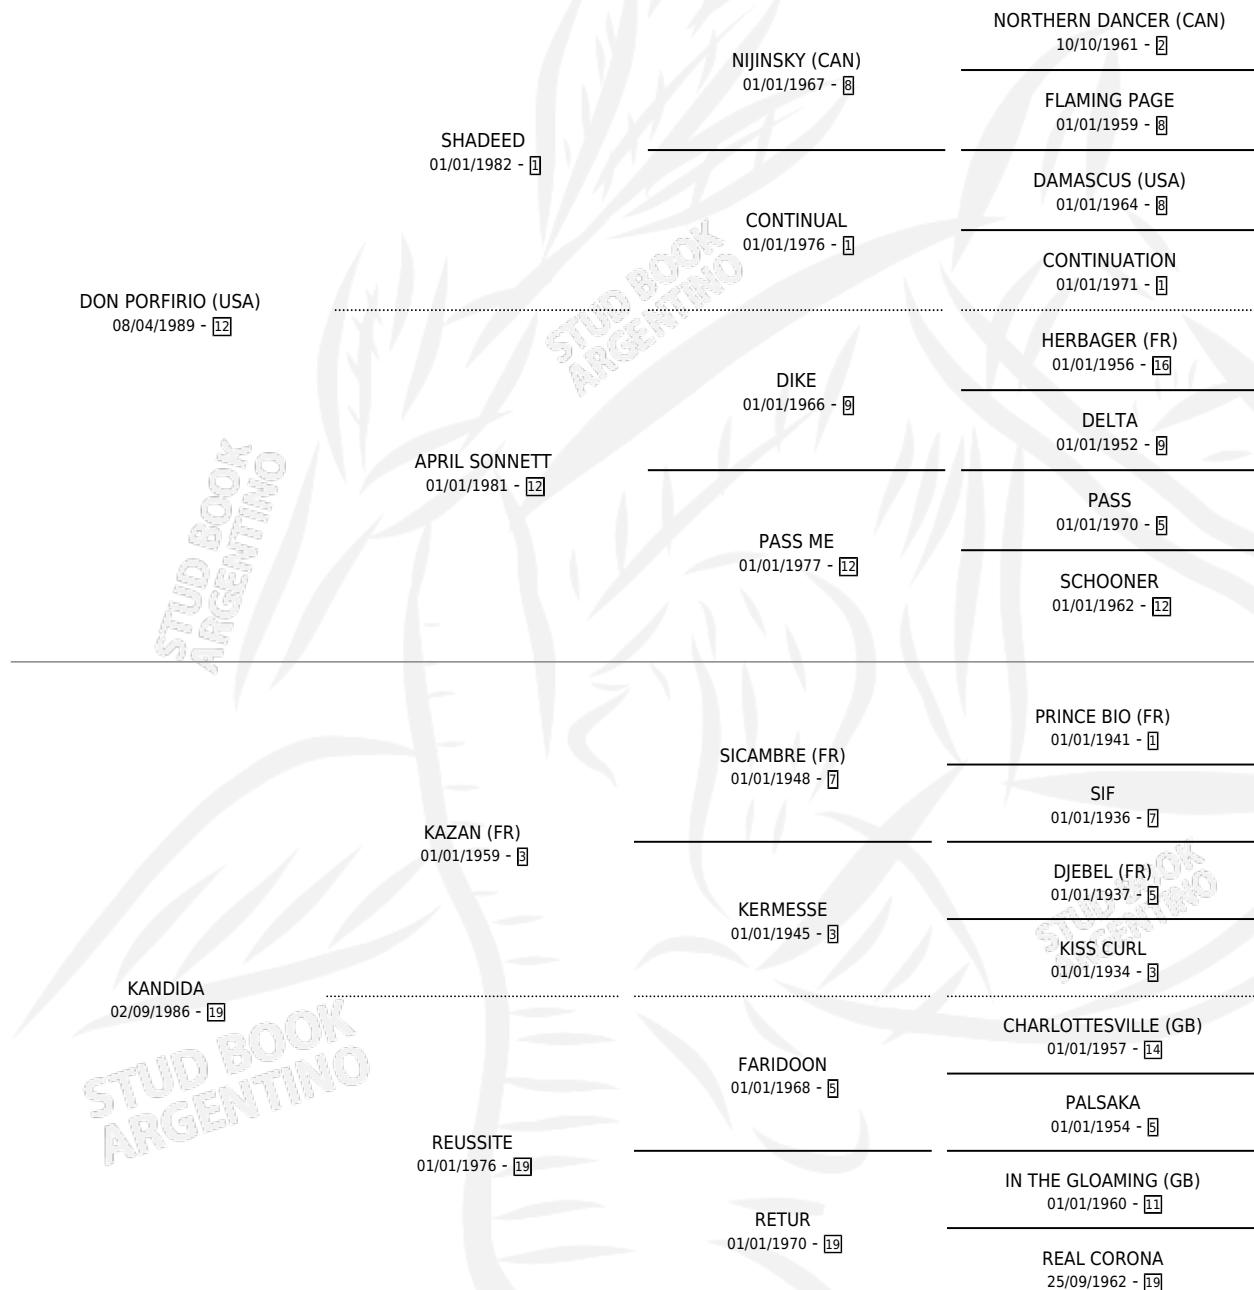 NORTHERN DANCER (CAN)
10/10/1961 - 2
NIJINSKY (CAN)
01/01/1967 - 8
FLAMING PAGE
01/01/1959 - 8
SHADEED
01/01/1982 - 1
DAMASCUS (USA)
01/01/1964 - 8
CONTINUAL
01/01/1976 - 1
CONTINUATION
01/01/1971 - 1
DON PORFIRIO (USA)
08/04/1989 - 12
HERBAGER (FR)
01/01/1956 - 16
DIKE
01/01/1966 - 9
DELTA
01/01/1952 - 9
APRIL SONNETT
01/01/1981 - 12
PASS
01/01/1970 - 5
PASS ME
01/01/1977 - 12
SCHOONER
01/01/1962 - 12
PRINCE BIO (FR)
01/01/1941 - 1
SICAMBRE (FR)
01/01/1948 - 7
SIF
01/01/1936 - 7
KAZAN (FR)
01/01/1959 - 3
DJEBEL (FR)
01/01/1937 - 5
KERMESSE
01/01/1945 - 3
KISS CURL
01/01/1934 - 3
KANDIDA
02/09/1986 - 19
CHARLOTTESVILLE (GB)
01/01/1957 - 14
FARIDOON
01/01/1968 - 5
PALSAKA
01/01/1954 - 5
REUSSITE
01/01/1976 - 19
IN THE GLOAMING (GB)
01/01/1960 - 11
RETUR
01/01/1970 - 19
REAL CORONA
25/09/1962 - 19
STUD BOOK
ARGENTINO
STUD BOOK
ARGENTINO
STUD BOOK
ARGENTINO
STUD BOOK
ARGENTINO